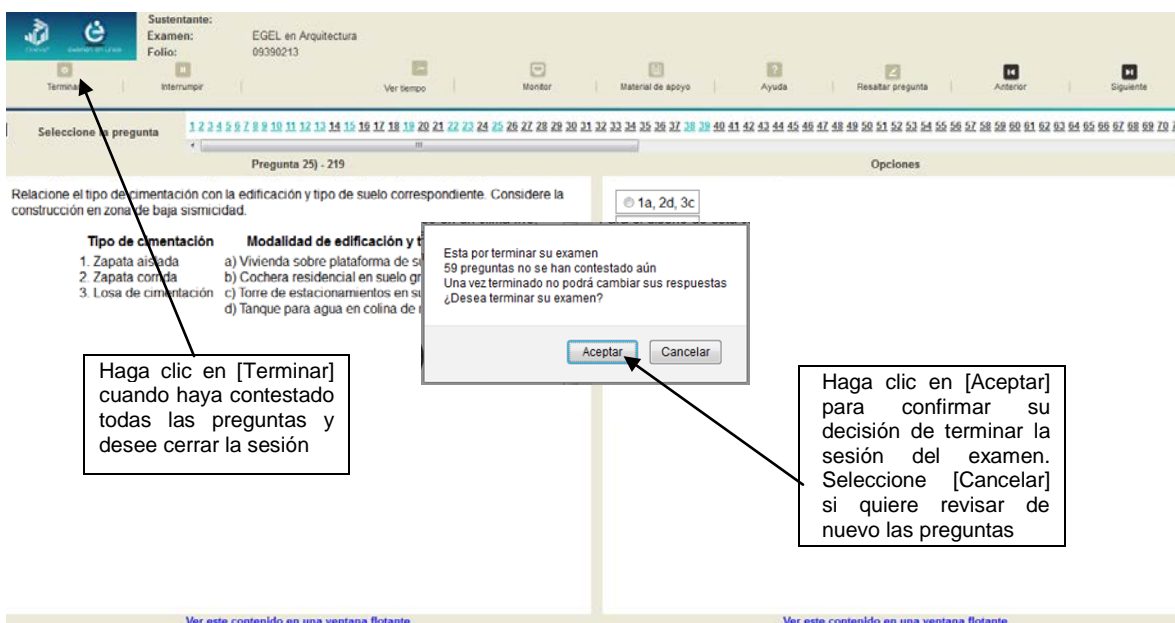 Sustentante:
Examen: EGEL en Arquitectura
Folio: 09390213
Terminar Interrumpir Ver tiempo Monitor Material de apoyo Ayuda Resaltar pregunta Anterior Siguiente
Seleccione la pregunta 1 2 3 4 5 6 7 8 9 10 11 12 13 14 15 16 17 18 19 20 21 22 23 24 25 26 27 28 29 30 31 32 33 34 35 36 37 38 39 40 41 42 43 44 45 46 47 48 49 50 51 52 53 54 55 56 57 58 59 60 61 62 63 64 65 66 67 68 69 70
Pregunta 25) - 219
Opciones
Relacione el tipo de cimentación con la edificación y tipo de suelo correspondiente. Considere la
construcción en zona de baja sismicidad.
1a, 2d, 3c
Tipo de cimentación Modalidad de edificación y
1. Zapata aislada a) Vivienda sobre plataforma de
2. Zapata corrida b) Cochera residencial en suelo
3. Losa de cimentación c) Torre de estacionamientos en
d) Tanque para agua en colina de
Esta por terminar su examen
59 preguntas no se han contestado aún
Una vez terminado no podrá cambiar sus respuestas
¿Desea terminar su examen?
Aceptar Cancelar
Haga clic en [Terminar]
cuando haya contestado
todas las preguntas y
desee cerrar la sesión
Haga clic en [Aceptar]
para confirmar su
decisión de terminar la
sesión del examen.
Seleccione [Cancelar]
si quiere revisar de
nuevo las preguntas
Ver este contenido en una ventana flotante
Ver este contenido en una ventana flotante